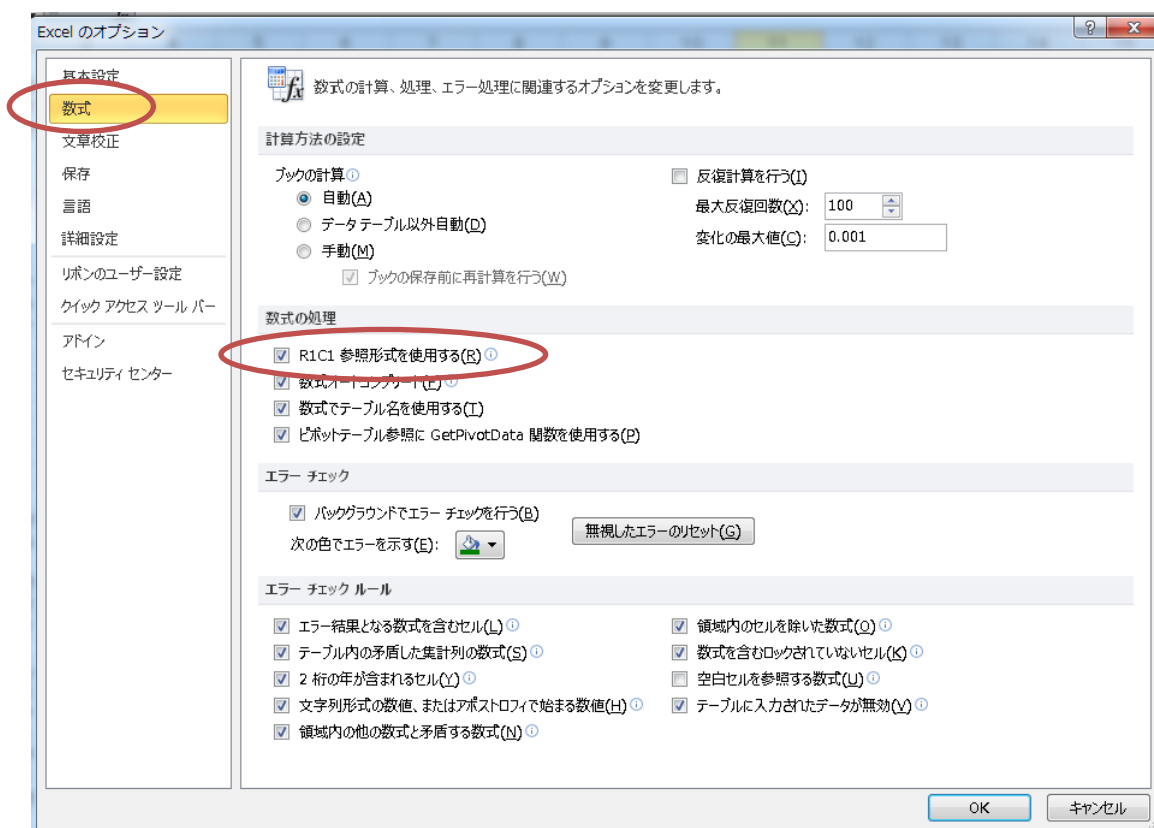 Excel のオプション
基本設定
数式
文章校正
保存
言語
詳細設定
リボンのユーザー設定
クイック アクセス ツール バー
アドイン
セキュリティ センター
数式の計算、処理、エラー処理に関連するオプションを変更します。
計算方法の設定
ブックの計算
自動(A)
データ テーブル以外自動(D)
手動(M)
ブックの保存前に再計算を行う(W)
反復計算を行う(I)
最大反復回数(X): 100
変化の最大値(C): 0.001
数式の処理
R1C1 参照形式を使用する(R)
数式オートコンプリート(F)
数式でテーブル名を使用する(T)
ピボットテーブル参照に GetPivotData 関数を使用する(P)
エラー チェック
バックグラウンドでエラー チェックを行う(B)
次の色でエラーを示す(E):
無視したエラーのリセット(G)
エラー チェック ルール
エラー結果となる数式を含むセル(L)
テーブル内の矛盾した集計列の数式(S)
2 桁の年が含まれるセル(Y)
文字列形式の数値、またはアポストロフィで始まる数値(H)
領域内の他の数式と矛盾する数式(N)
領域内のセルを除いた数式(O)
数式を含むロックされていないセル(K)
空白セルを参照する数式(U)
テーブルに入力されたデータが無効(V)
OK
キャンセル